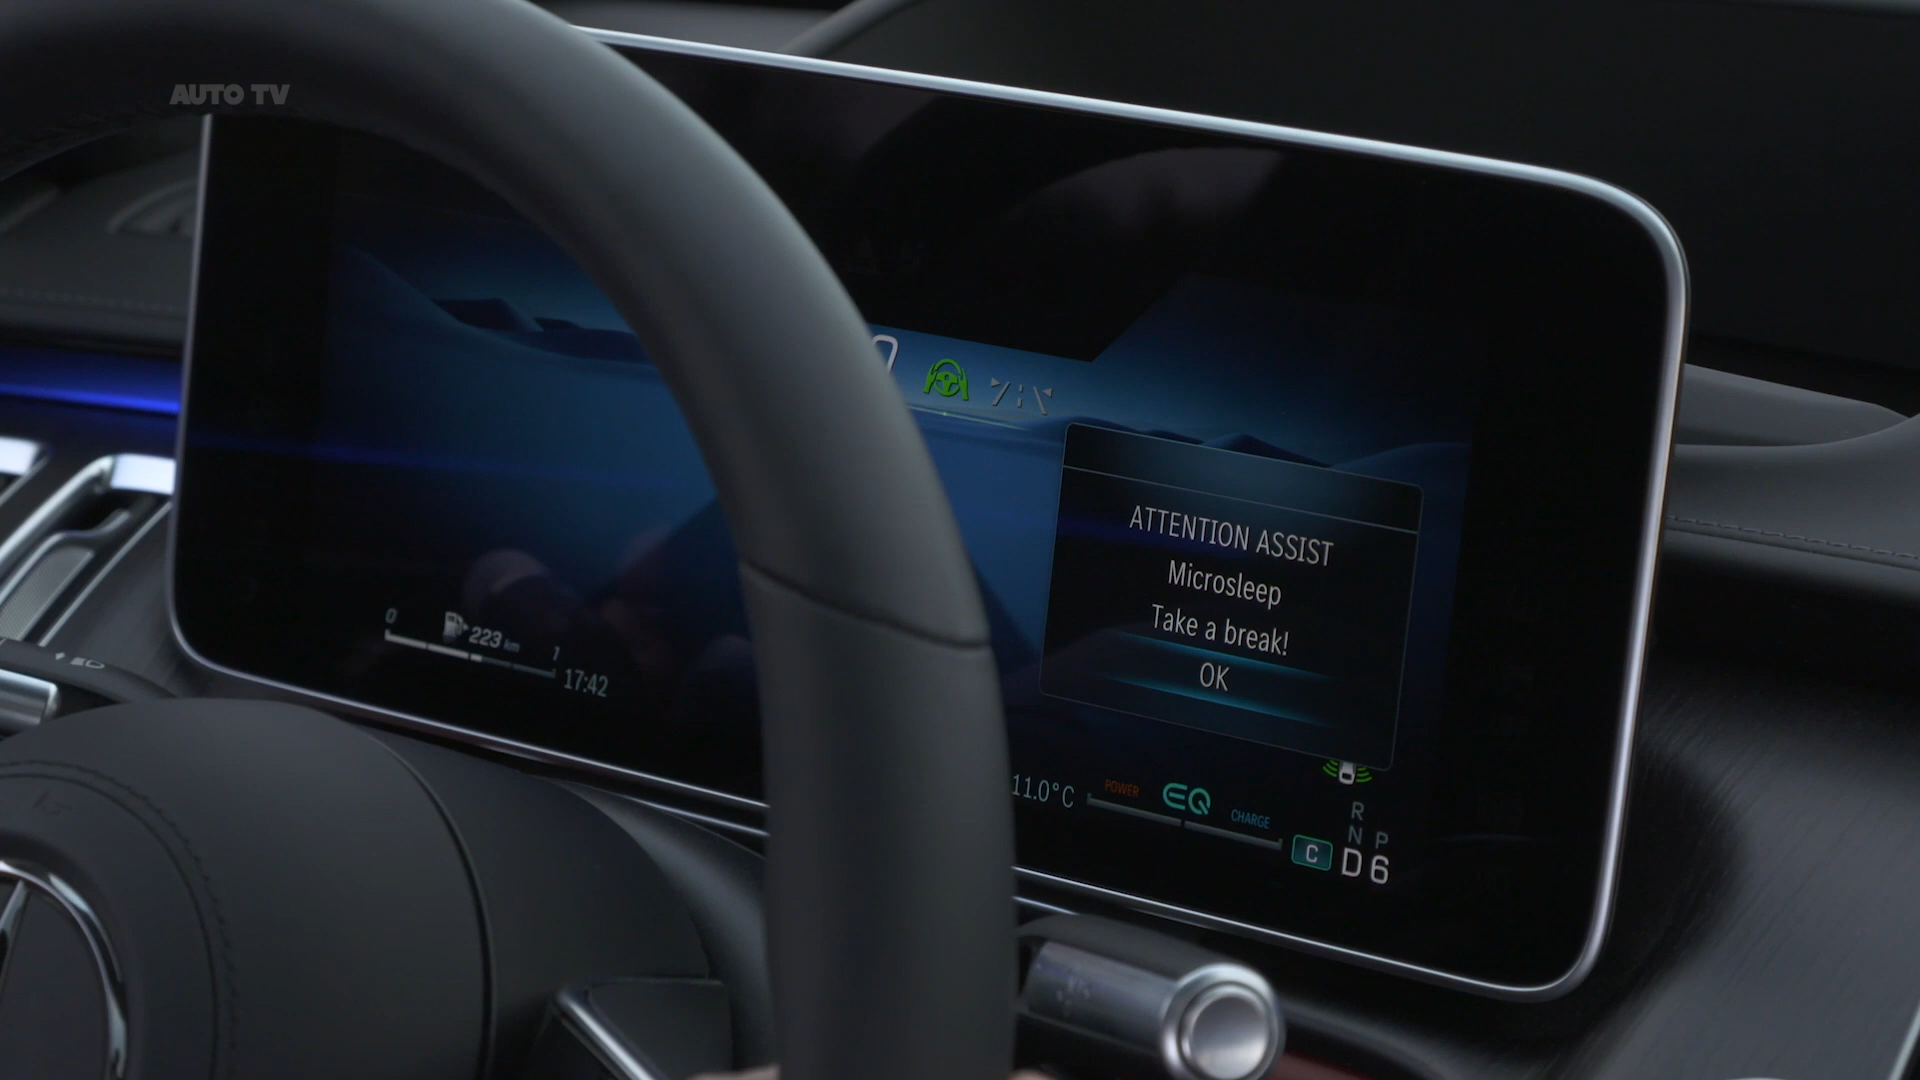 AUTO TV
ATTENTION ASSIST
Microsleep
Take a break!
OK
0 223 km 1
17:42
11.0°C POWER EQ CHARGE
R
N P
C D6